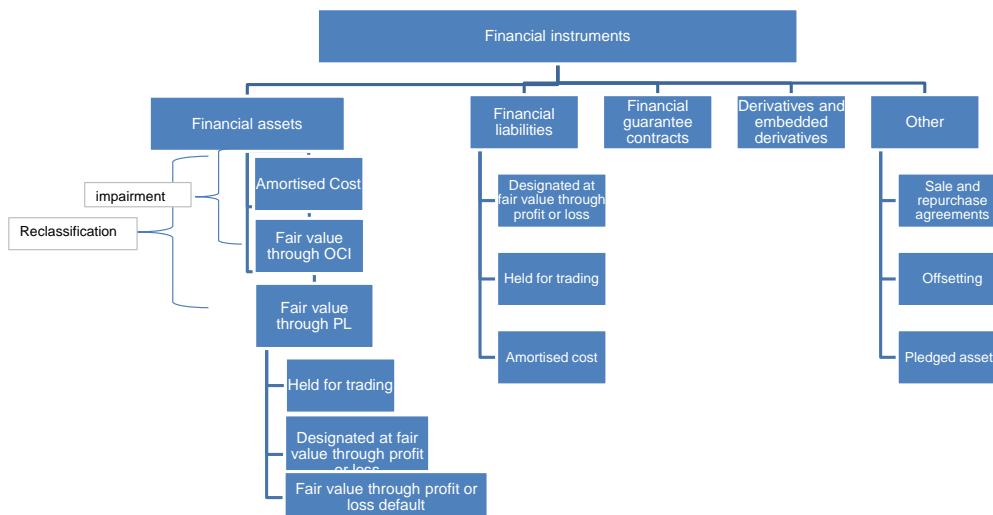 Financial instruments
Financial assets
Financial
liabilities
Financial
guarantee
contracts
Derivatives and
embedded
derivatives
Other
impairment
Reclassification
Amortised Cost
Fair value
through OCI
Fair value
through PL
Held for trading
Designated at fair
value through profit
or loss
Fair value through profit or
loss default
Designated at
fair value through
profit or loss
Held for trading
Amortised cost
Sale and
repurchase
agreements
Offsetting
Pledged asset